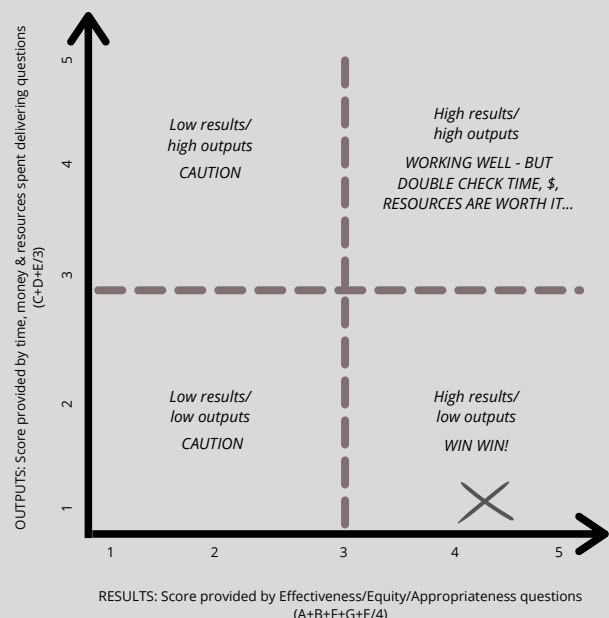 OUTPUTS: Score provided by time, money & resources spent delivering questions
(C+D+E/3)
5
4
3
2
1
Low results/
high outputs
CAUTION
High results/
high outputs
WORKING WELL - BUT
DOUBLE CHECK TIME, $,
RESOURCES ARE WORTH IT...
Low results/
low outputs
CAUTION
High results/
low outputs
WIN WIN!
1
2
3
4
5
RESULTS: Score provided by Effectiveness/Equity/Appropriateness questions
(A+B+F+G+E/4)